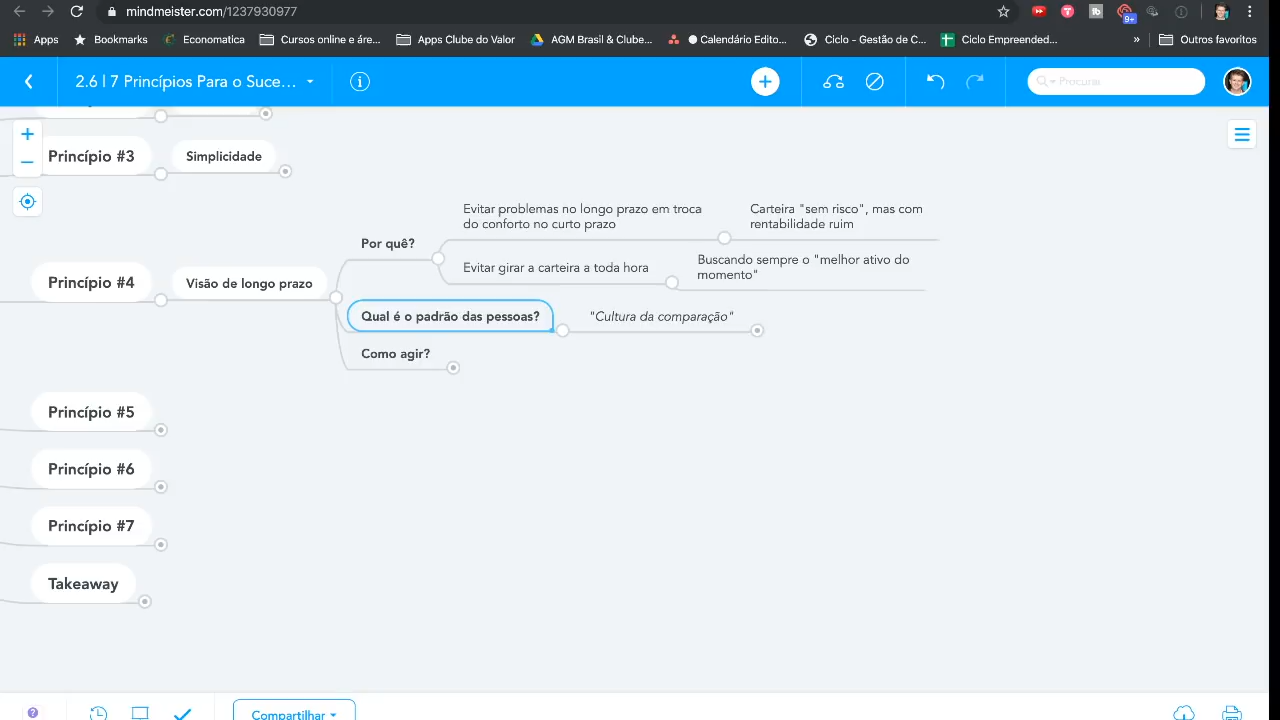 mindmeister.com/1237930977
9+
Apps
Bookmarks
Economatica
Cursos online e áre...
Apps Clube do Valor
AGM Brasil & Clube...
Calendário Edito...
Ciclo - Gestão de C...
Ciclo Empreended...
»
Outros favoritos
2.6 | 7 Princípios Para o Suce...
Procurar
Princípio #3
Simplicidade
Evitar problemas no longo prazo em troca
do conforto no curto prazo
Carteira "sem risco", mas com
rentabilidade ruim
Por quê?
Evitar girar a carteira a toda hora
Buscando sempre o "melhor ativo do
momento"
Princípio #4
Visão de longo prazo
Qual é o padrão das pessoas?
"Cultura da comparação"
Como agir?
Princípio #5
Princípio #6
Princípio #7
Takeaway
?
Compartilhar